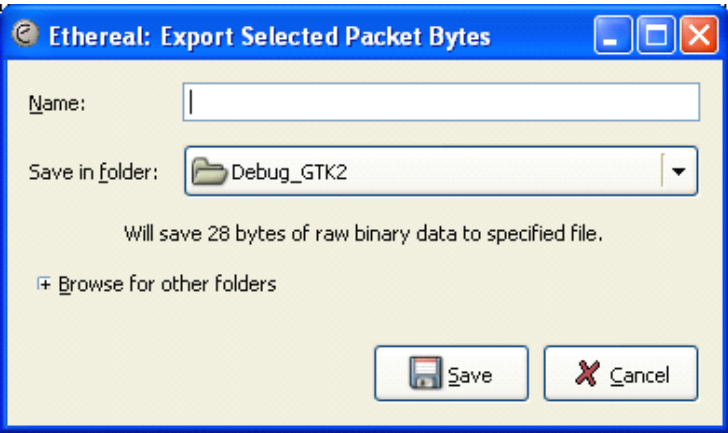 Ethereal: Export Selected Packet Bytes
Name:
Save in folder: Debug_GTK2
Will save 28 bytes of raw binary data to specified file.
Browse for other folders
Save Cancel